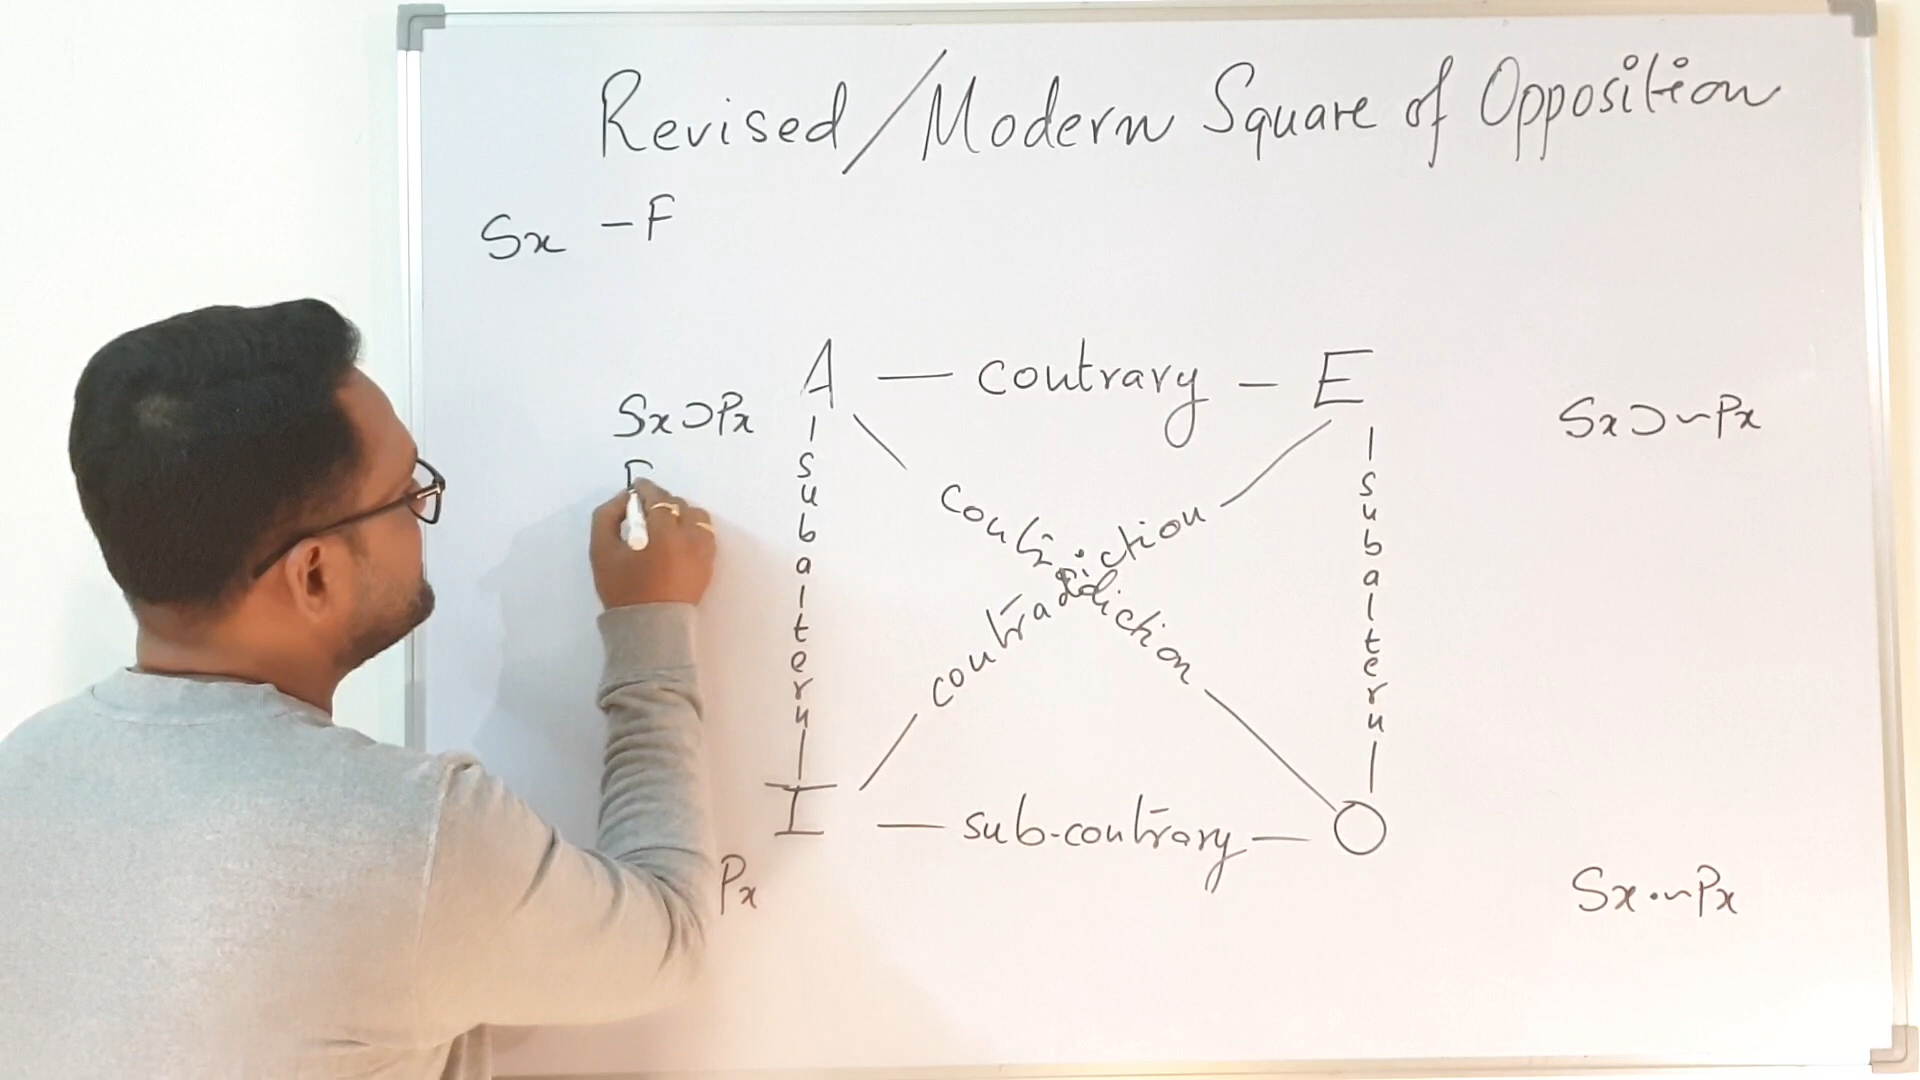 Revised/Modern Square of Opposition
Sx – F
A — contrary — E
Sx⊃Px
Sx⊃~Px
F
subaltern
contradiction
contradiction
subaltern
I — sub-contrary — O
Px
Sx·~Px